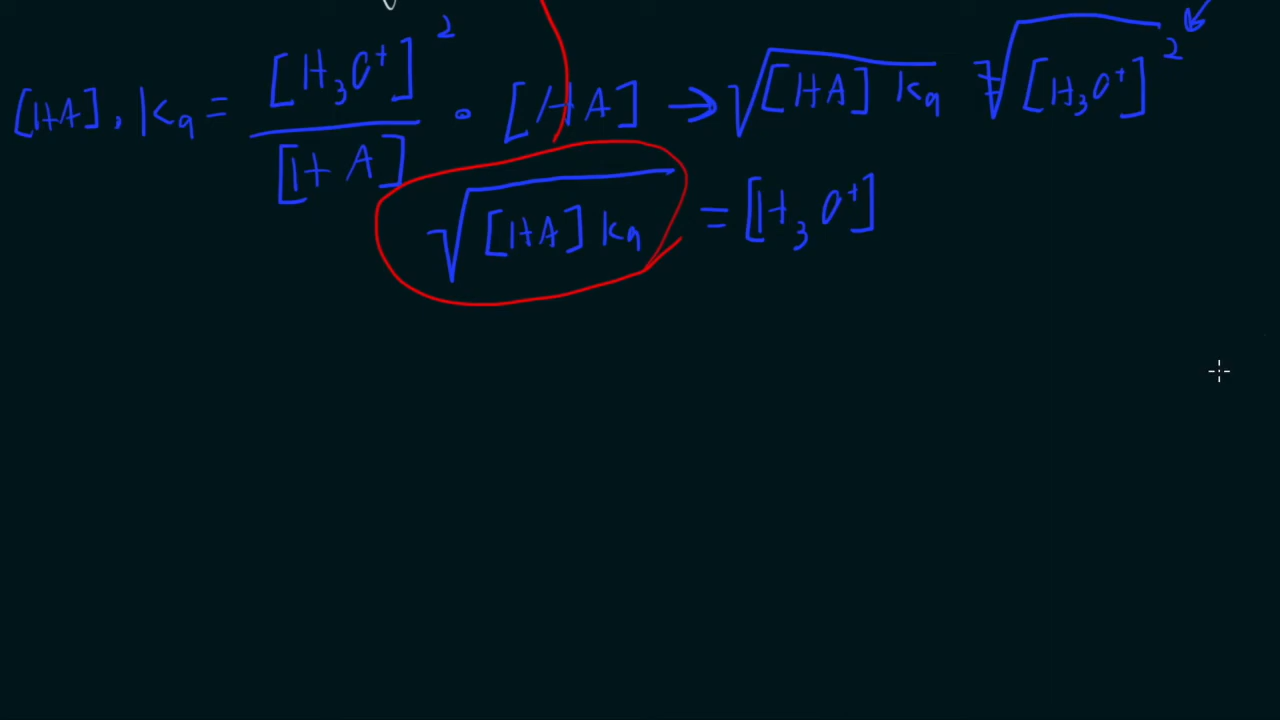 [HA] · Ka = [H₃O⁺]² / [HA] · [HA] → √([HA] Ka) = √([H₃O⁺]²)
√([HA] Ka) = [H₃O⁺]